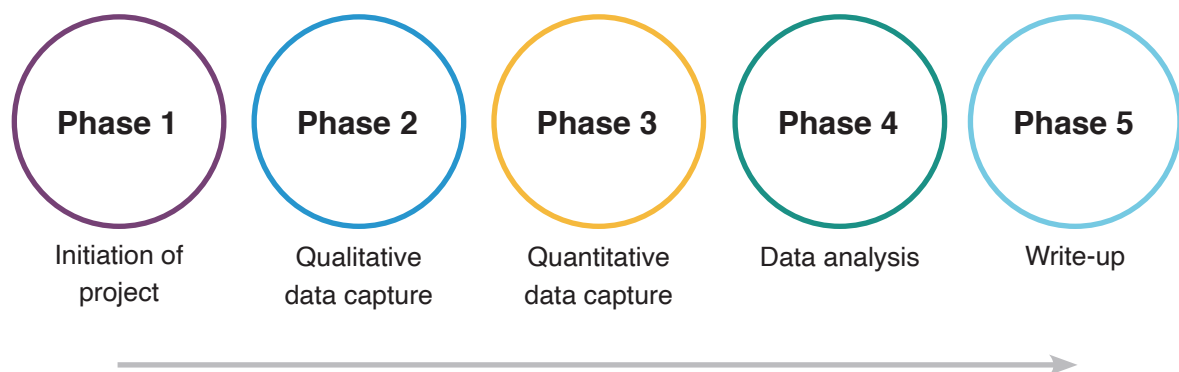 Phase 1
Phase 2
Phase 3
Phase 4
Phase 5
Initiation of
project
Qualitative
data capture
Quantitative
data capture
Data analysis
Write-up